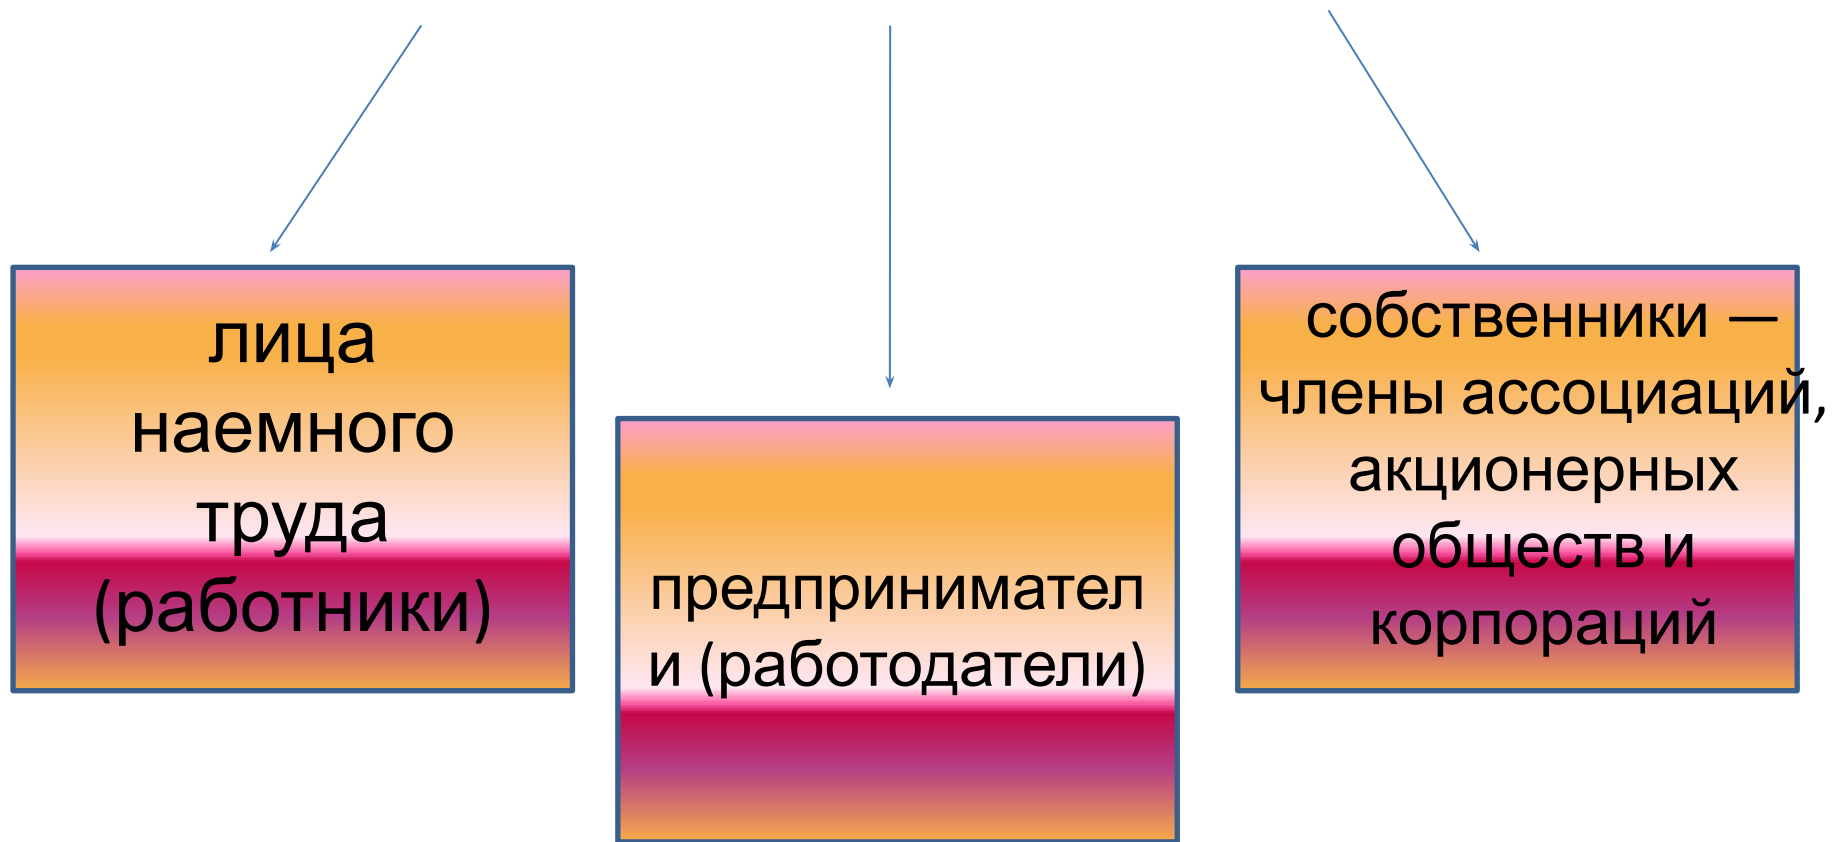 лица
наемного
труда
(работники)
предпринимател
и (работодатели)
собственники —
члены ассоциаций,
акционерных
обществ и
корпораций